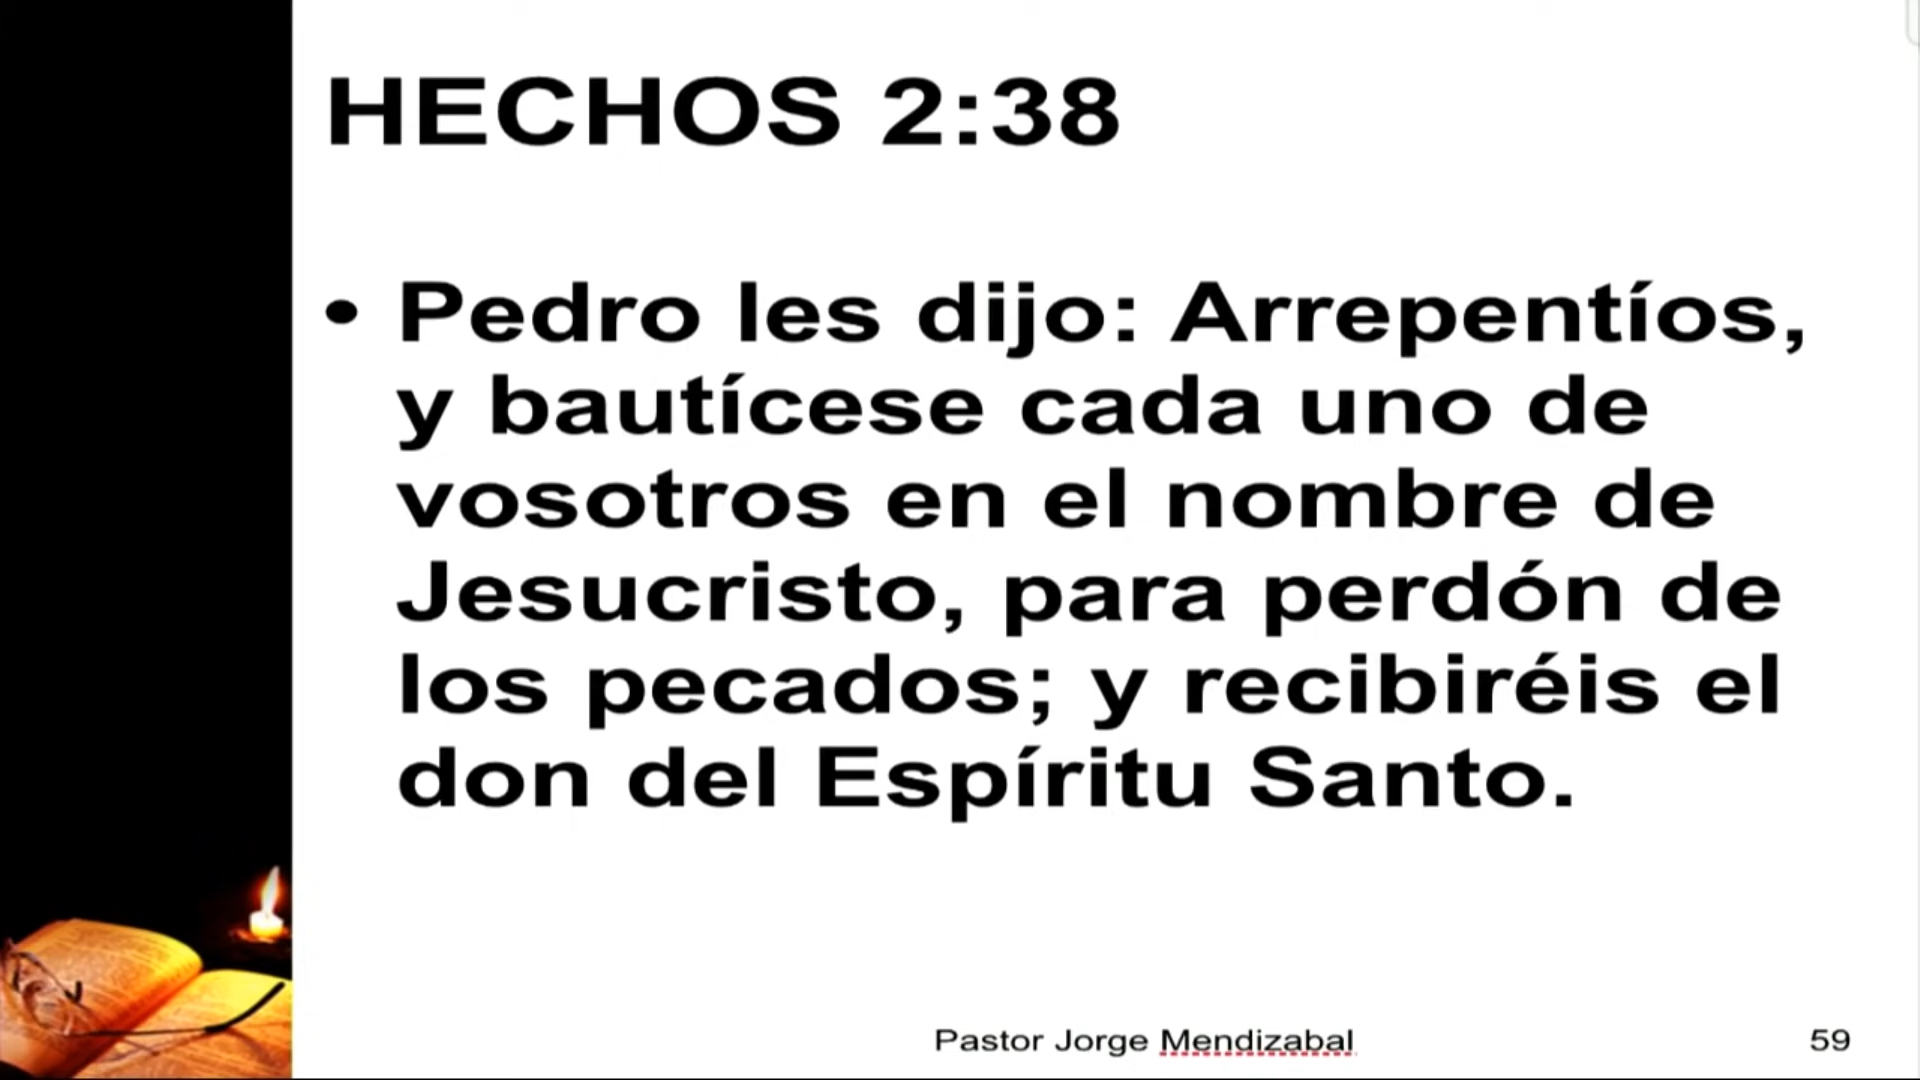 HECHOS 2:38
• Pedro les dijo: Arrepentíos,
y bautícese cada uno de
vosotros en el nombre de
Jesucristo, para perdón de
los pecados; y recibiréis el
don del Espíritu Santo.
Pastor Jorge Mendizabal
59